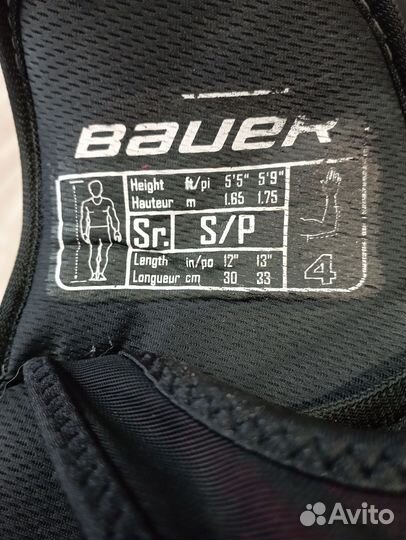 BAUER
Height ft/pi 5'5" 5'9"
Hauteur m 1.65 1.75
Sr. S/P
Length in/po 12" 13"
Longueur cm 30 33
4
Avito